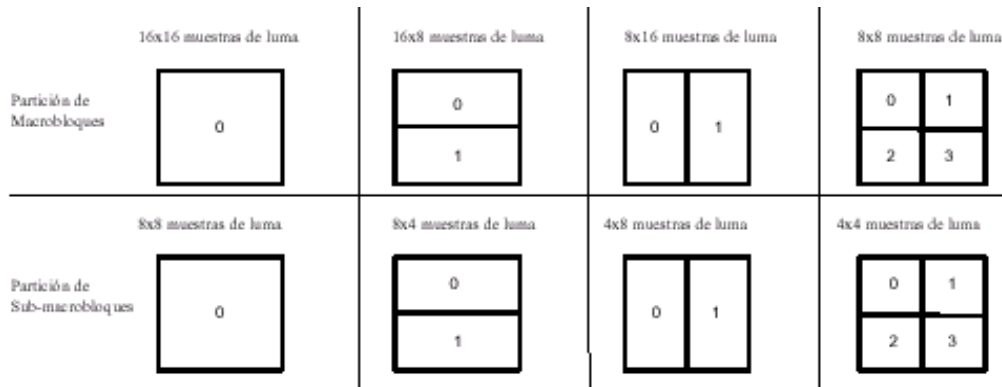 16x16 muestras de luma
16x8 muestras de luma
8x16 muestras de luma
8x8 muestras de luma
Partición de
Macrobloques
0
0
1
0 1
0 1
2 3
8x8 muestras de luma
8x4 muestras de luma
4x8 muestras de luma
4x4 muestras de luma
Partición de
Sub-macrobloques
0
0
1
0 1
0 1
2 3